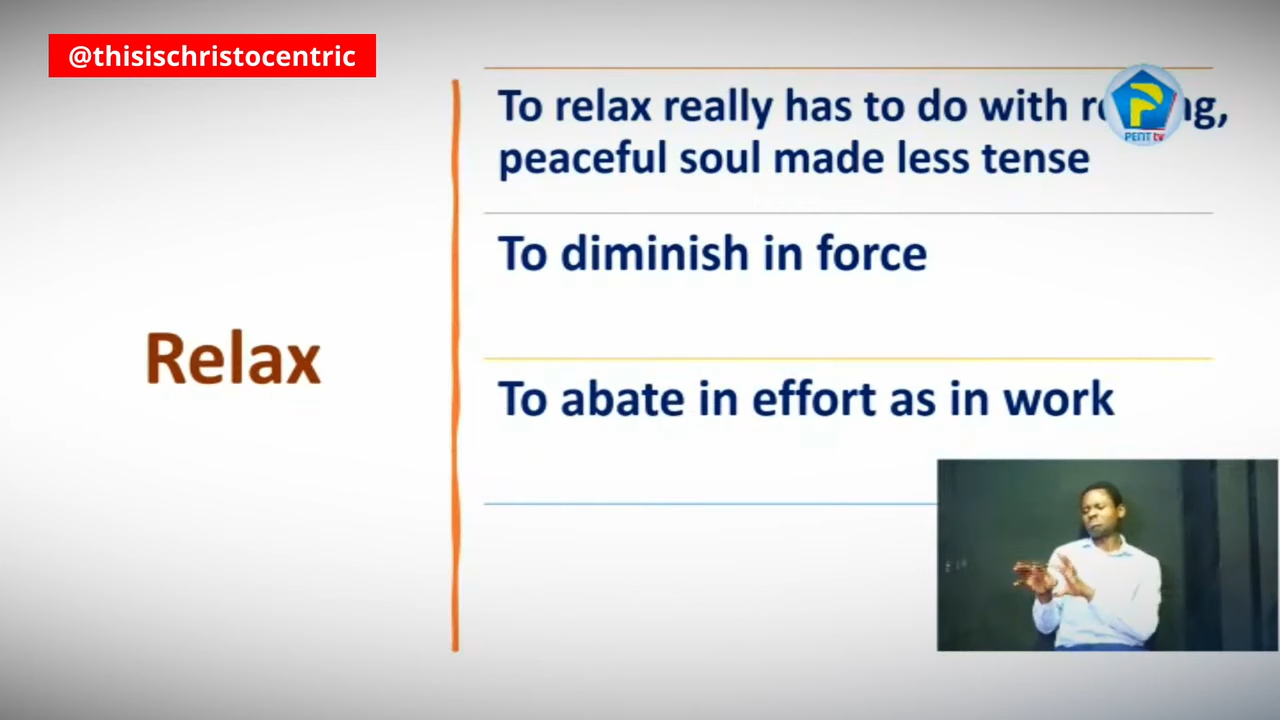 @thisischristocentric
To relax really has to do with
peaceful soul made less tense
To diminish in force
Relax
To abate in effort as in work
PENT tv